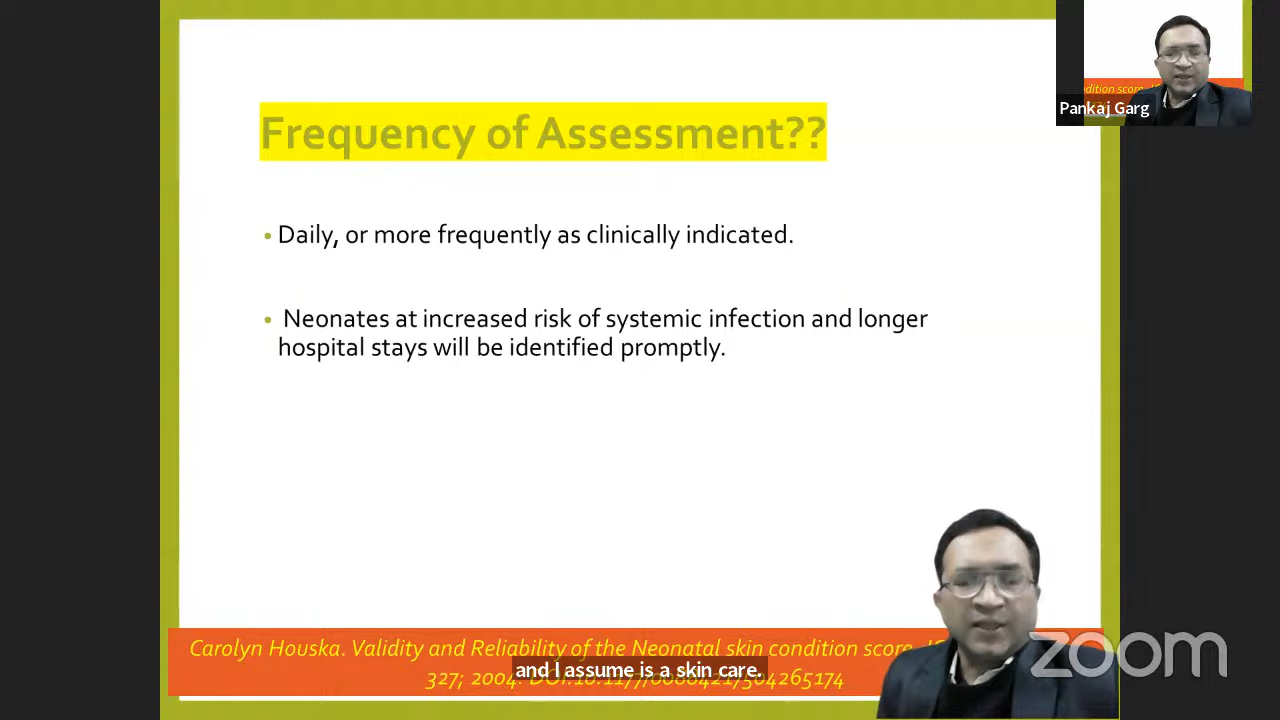 Frequency of Assessment??
• Daily, or more frequently as clinically indicated.
• Neonates at increased risk of systemic infection and longer
hospital stays will be identified promptly.
Carolyn Houska. Validity and Reliability of the Neonatal skin condition score.
327; 2004.
and I assume is a skin care.
Pankaj Garg
zoom